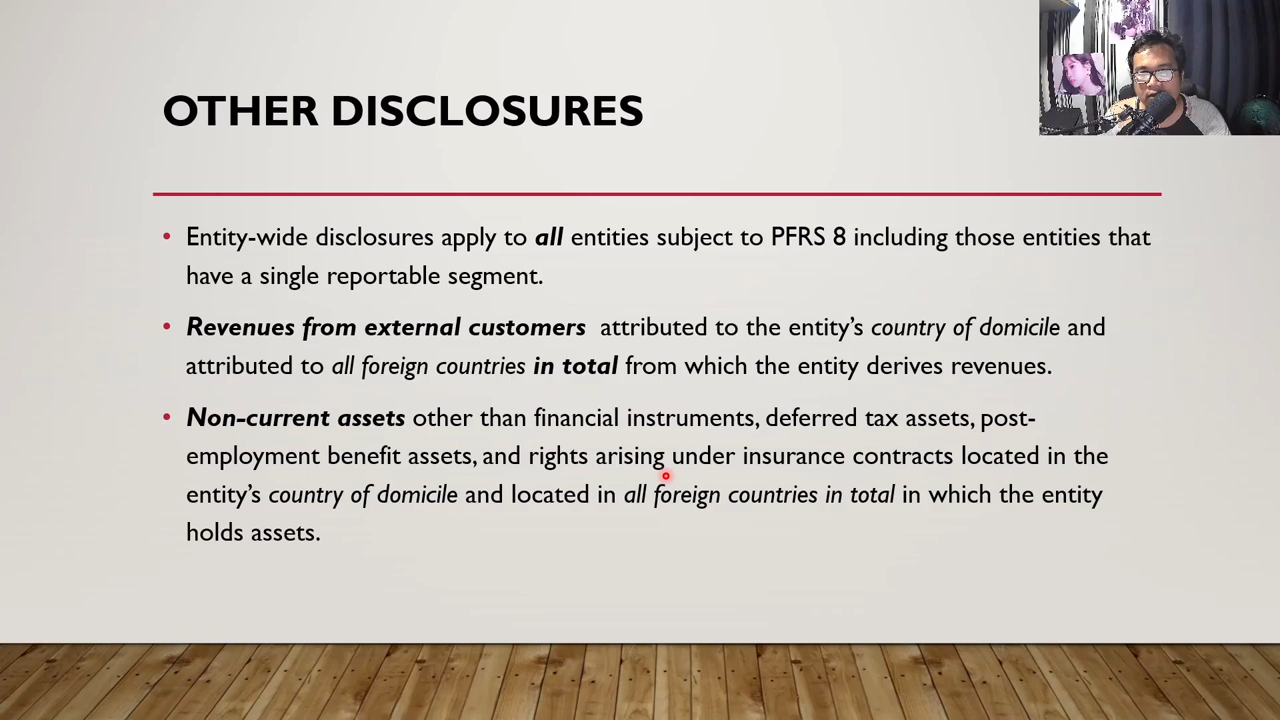 OTHER DISCLOSURES
• Entity-wide disclosures apply to all entities subject to PFRS 8 including those entities that
have a single reportable segment.
• Revenues from external customers attributed to the entity's country of domicile and
attributed to all foreign countries in total from which the entity derives revenues.
• Non-current assets other than financial instruments, deferred tax assets, post-
employment benefit assets, and rights arising under insurance contracts located in the
entity's country of domicile and located in all foreign countries in total in which the entity
holds assets.